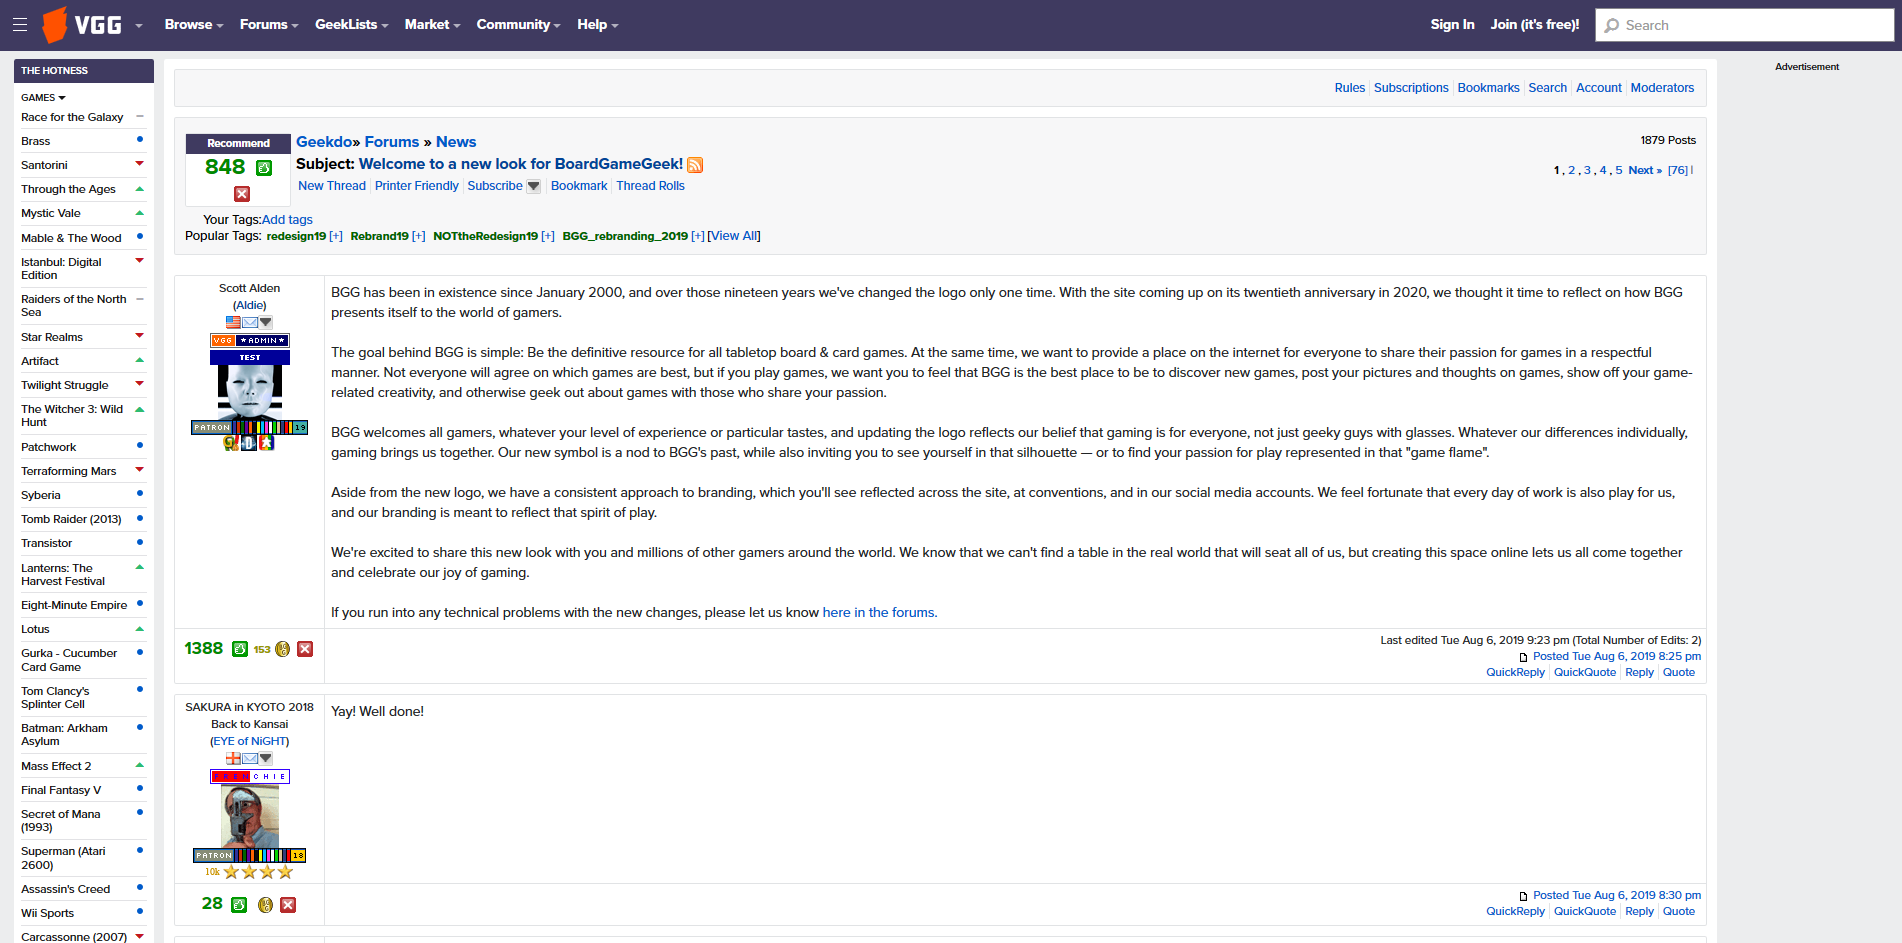 VGG Browse Forums GeekLists Market Community Help Sign In Join (it's free!) Search
THE HOTNESS
GAMES
Race for the Galaxy
Brass
Santorini
Through the Ages
Mystic Vale
Mable & The Wood
Istanbul: Digital
Edition
Raiders of the North
Sea
Star Realms
Artifact
Twilight Struggle
The Witcher 3: Wild
Hunt
Patchwork
Terraforming Mars
Syberia
Tomb Raider (2013)
Transistor
Lanterns: The
Harvest Festival
Eight-Minute Empire
Lotus
Gurka - Cucumber
Card Game
Tom Clancy's
Splinter Cell
Batman: Arkham
Asylum
Mass Effect 2
Final Fantasy V
Secret of Mana
(1993)
Superman (Atari
2600)
Assassin's Creed
Wii Sports
Carcassonne (2007)
Rules Subscriptions Bookmarks Search Account Moderators
Recommend
848
Geekdo» Forums » News
Subject: Welcome to a new look for BoardGameGeek!
New Thread Printer Friendly Subscribe Bookmark Thread Rolls
1879 Posts
1 , 2 , 3 , 4 , 5 Next » [76] |
Your Tags: Add tags
Popular Tags: redesign19 [+] Rebrand19 [+] NOTtheRedesign19 [+] BGG_rebranding_2019 [+] [View All]
Scott Alden
(Aldie)
VGG ★ADMIN★
TEST
PATRON 19
BGG has been in existence since January 2000, and over those nineteen years we've changed the logo only one time. With the site coming up on its twentieth anniversary in 2020, we thought it time to reflect on how BGG
presents itself to the world of gamers.
The goal behind BGG is simple: Be the definitive resource for all tabletop board & card games. At the same time, we want to provide a place on the internet for everyone to share their passion for games in a respectful
manner. Not everyone will agree on which games are best, but if you play games, we want you to feel that BGG is the best place to be to discover new games, post your pictures and thoughts on games, show off your game-
related creativity, and otherwise geek out about games with those who share your passion.
BGG welcomes all gamers, whatever your level of experience or particular tastes, and updating the logo reflects our belief that gaming is for everyone, not just geeky guys with glasses. Whatever our differences individually,
gaming brings us together. Our new symbol is a nod to BGG's past, while also inviting you to see yourself in that silhouette — or to find your passion for play represented in that "game flame".
Aside from the new logo, we have a consistent approach to branding, which you'll see reflected across the site, at conventions, and in our social media accounts. We feel fortunate that every day of work is also play for us,
and our branding is meant to reflect that spirit of play.
We're excited to share this new look with you and millions of other gamers around the world. We know that we can't find a table in the real world that will seat all of us, but creating this space online lets us all come together
and celebrate our joy of gaming.
If you run into any technical problems with the new changes, please let us know here in the forums.
1388 153
Last edited Tue Aug 6, 2019 9:23 pm (Total Number of Edits: 2)
Posted Tue Aug 6, 2019 8:25 pm
QuickReply QuickQuote Reply Quote
SAKURA in KYOTO 2018
Back to Kansai
(EYE of NiGHT)
FRENCHIE
PATRON 18
10k
Yay! Well done!
28
Posted Tue Aug 6, 2019 8:30 pm
QuickReply QuickQuote Reply Quote
Advertisement